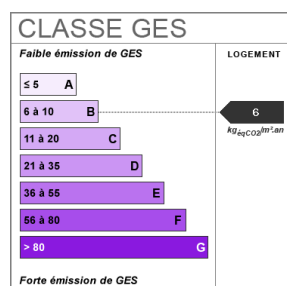 CLASSE GES
Faible émission de GES
LOGEMENT
≤ 5 A
6 à 10 B
6
kgéqCO2/m².an
11 à 20 C
21 à 35 D
36 à 55 E
56 à 80 F
> 80 G
Forte émission de GES